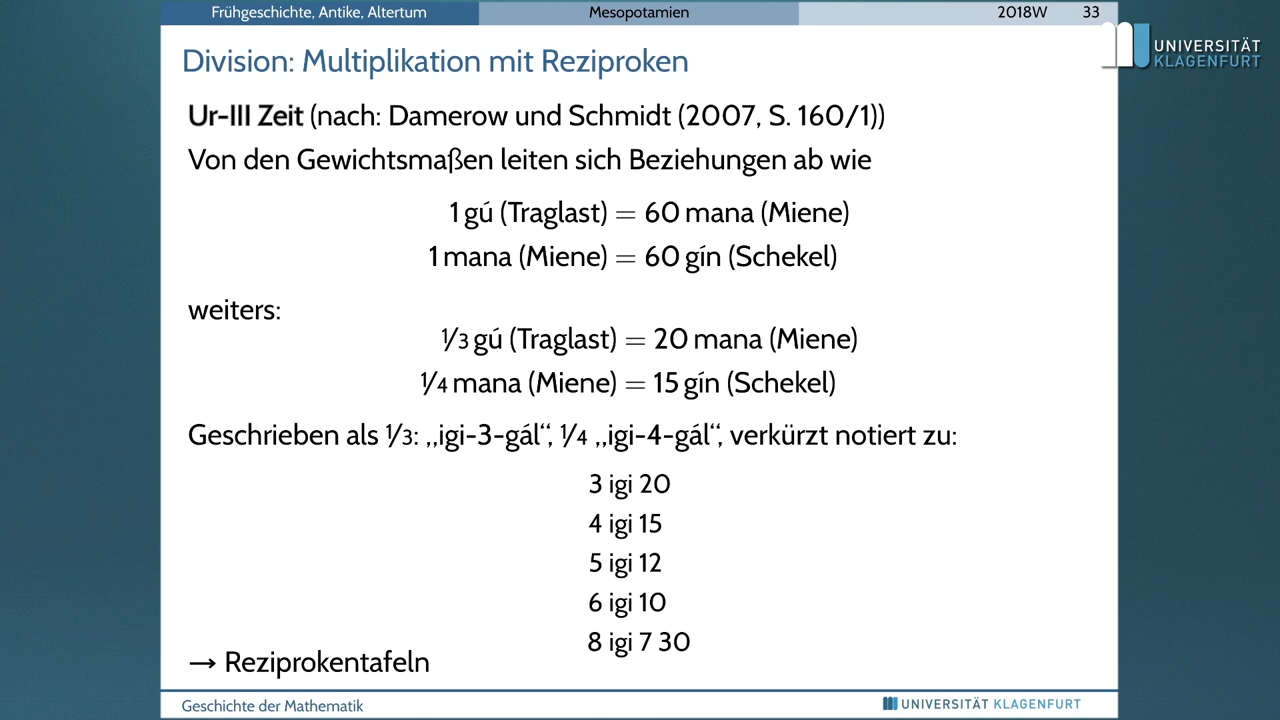 Frühgeschichte, Antike, Altertum Mesopotamien 2018W 33
UNIVERSITÄT
KLAGENFURT
Division: Multiplikation mit Reziproken
Ur-III Zeit (nach: Damerow und Schmidt (2007, S. 160/1))
Von den Gewichtsmaßen leiten sich Beziehungen ab wie
1 gú (Traglast) = 60 mana (Miene)
1 mana (Miene) = 60 gín (Schekel)
weiters:
1/3 gú (Traglast) = 20 mana (Miene)
1/4 mana (Miene) = 15 gín (Schekel)
Geschrieben als 1/3: „igi-3-gál“, 1/4 „igi-4-gál“, verkürzt notiert zu:
3 igi 20
4 igi 15
5 igi 12
6 igi 10
8 igi 7 30
→ Reziprokentafeln
Geschichte der Mathematik UNIVERSITÄT KLAGENFURT